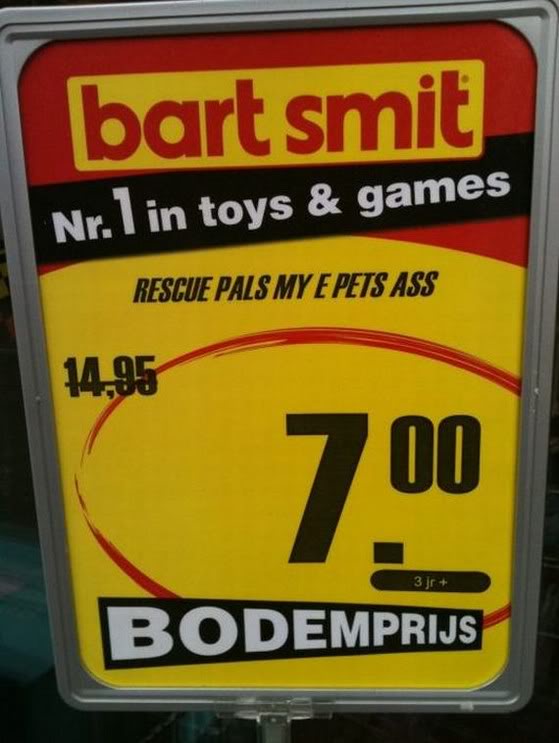 bart smit
Nr.1 in toys & games
RESCUE PALS MY E PETS ASS
14,95
7.00
3 jr +
BODEMPRIJS